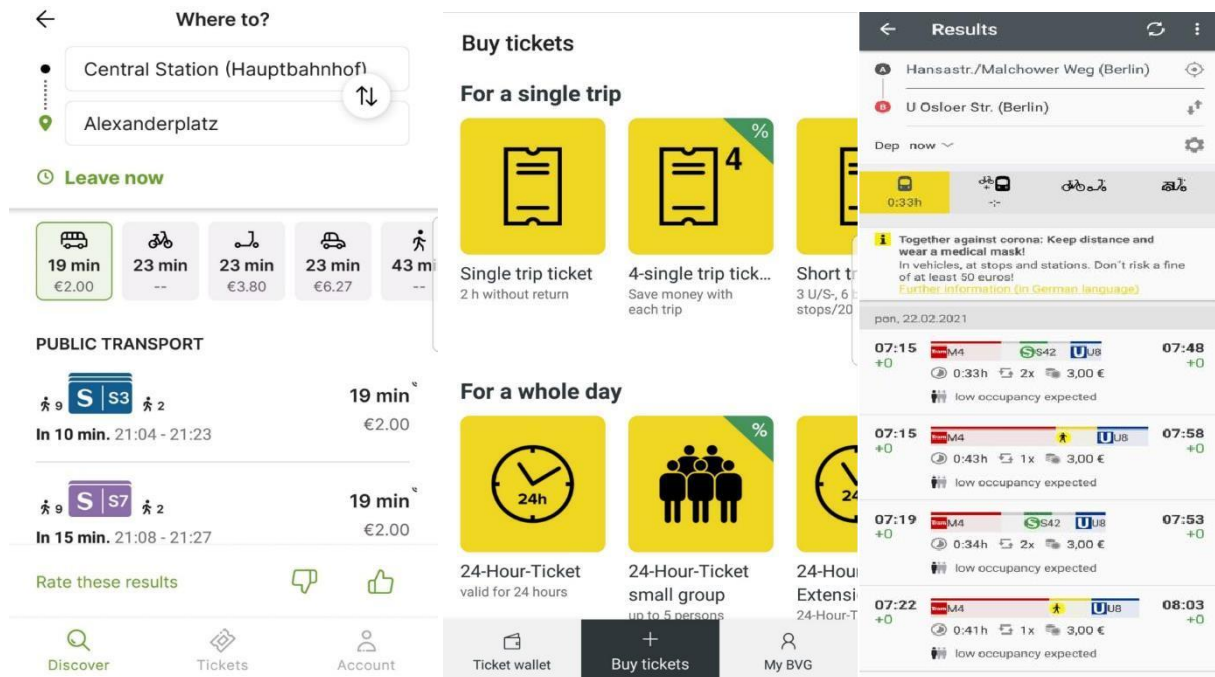 Where to?
Central Station (Hauptbahnhof)
Alexanderplatz
Leave now
19 min
€2.00
23 min
--
23 min
€3.80
23 min
€6.27
43 m
--
PUBLIC TRANSPORT
9 S S3 2
19 min
€2.00
In 10 min. 21:04 - 21:23
9 S S7 2
19 min
€2.00
In 15 min. 21:08 - 21:27
Rate these results
Discover
Tickets
Account
Buy tickets
For a single trip
% 4
Single trip ticket
2 h without return
4-single trip tick...
Save money with
each trip
Short t
3 U/S-, 6
stops/20
For a whole day
24h
%
24
24-Hour-Ticket
valid for 24 hours
24-Hour-Ticket
small group
up to 5 persons
24-Hou
Extensi
24-Hour-T
Ticket wallet
Buy tickets
My BVG
Results
A Hansastr./Malchower Weg (Berlin)
B U Osloer Str. (Berlin)
Dep now
0:33h
-:-
i Together against corona: Keep distance and
wear a medical mask!
In vehicles, at stops and stations. Don´t risk a fine
of at least 50 euros!
Further information (in German language)
pon, 22.02.2021
07:15 Tram M4 S S42 U U8 07:48
+0 +0
0:33h 2x 3,00 €
low occupancy expected
07:15 Tram M4 U U8 07:58
+0 +0
0:43h 1x 3,00 €
low occupancy expected
07:19 Tram M4 S S42 U U8 07:53
+0 +0
0:34h 2x 3,00 €
low occupancy expected
07:22 Tram M4 U U8 08:03
+0 +0
0:41h 1x 3,00 €
low occupancy expected